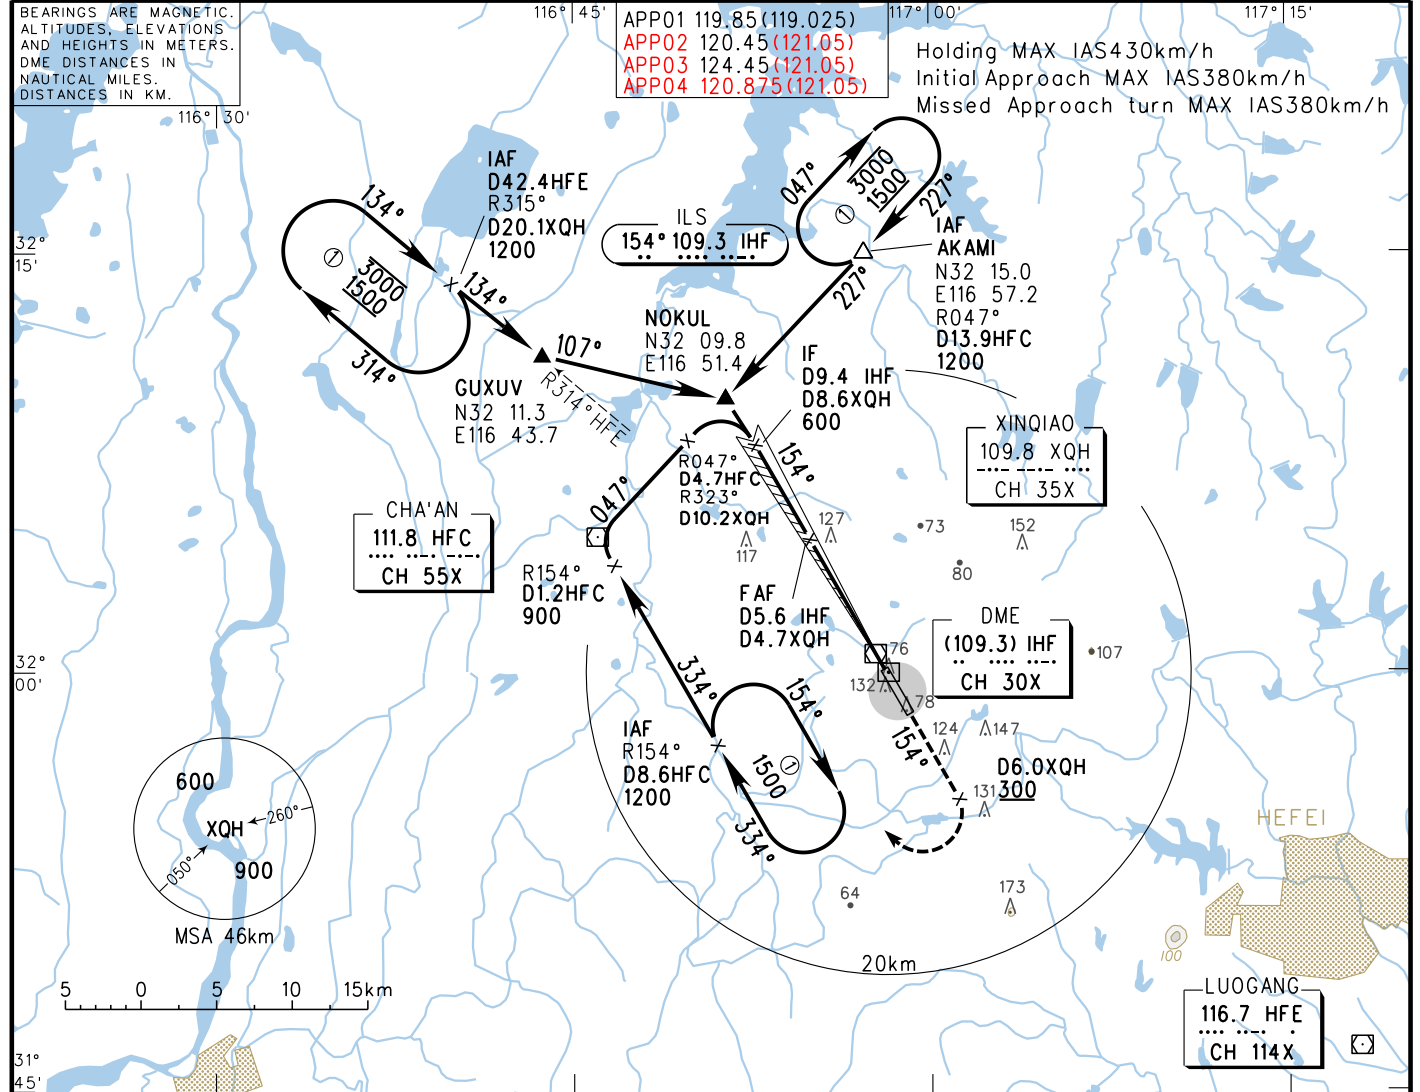 BEARINGS ARE MAGNETIC.
ALTITUDES, ELEVATIONS
AND HEIGHTS IN METERS.
DME DISTANCES IN
NAUTICAL MILES.
DISTANCES IN KM.
116° 30'
116° 45'
117° 00'
117° 15'
APP01 119.85(119.025)
APP02 120.45(121.05)
APP03 124.45(121.05)
APP04 120.875(121.05)
Holding MAX IAS430km/h
Initial Approach MAX IAS380km/h
Missed Approach turn MAX IAS380km/h
32°
15'
134°
① 3000
1500
314°
IAF
D42.4HFE
R315°
D20.1XQH
1200
134°
ILS
154° 109.3 IHF
047°
① 3000
1500
227°
IAF
AKAMI
N32 15.0
E116 57.2
R047°
D13.9HFC
1200
227°
107°
GUXUV
N32 11.3
E116 43.7
R314°HFE
NOKUL
N32 09.8
E116 51.4
IF
D9.4 IHF
D8.6XQH
600
154°
XINQIAO
109.8 XQH
CH 35X
R047°
D4.7HFC
R323°
D10.2XQH
047°
CHA'AN
111.8 HFC
CH 55X
R154°
D1.2HFC
900
117
127
73
152
80
FAF
D5.6 IHF
D4.7XQH
DME
(109.3) IHF
CH 30X
107
76
132
78
32°
00'
334°
154°
① 1500
334°
IAF
R154°
D8.6HFC
1200
154°
124
147
D6.0XQH
300
131
HEFEI
600
XQH
260°
050°
900
MSA 46km
64
173
100
20km
5 0 5 10 15km
LUOGANG
116.7 HFE
CH 114X
31°
45'